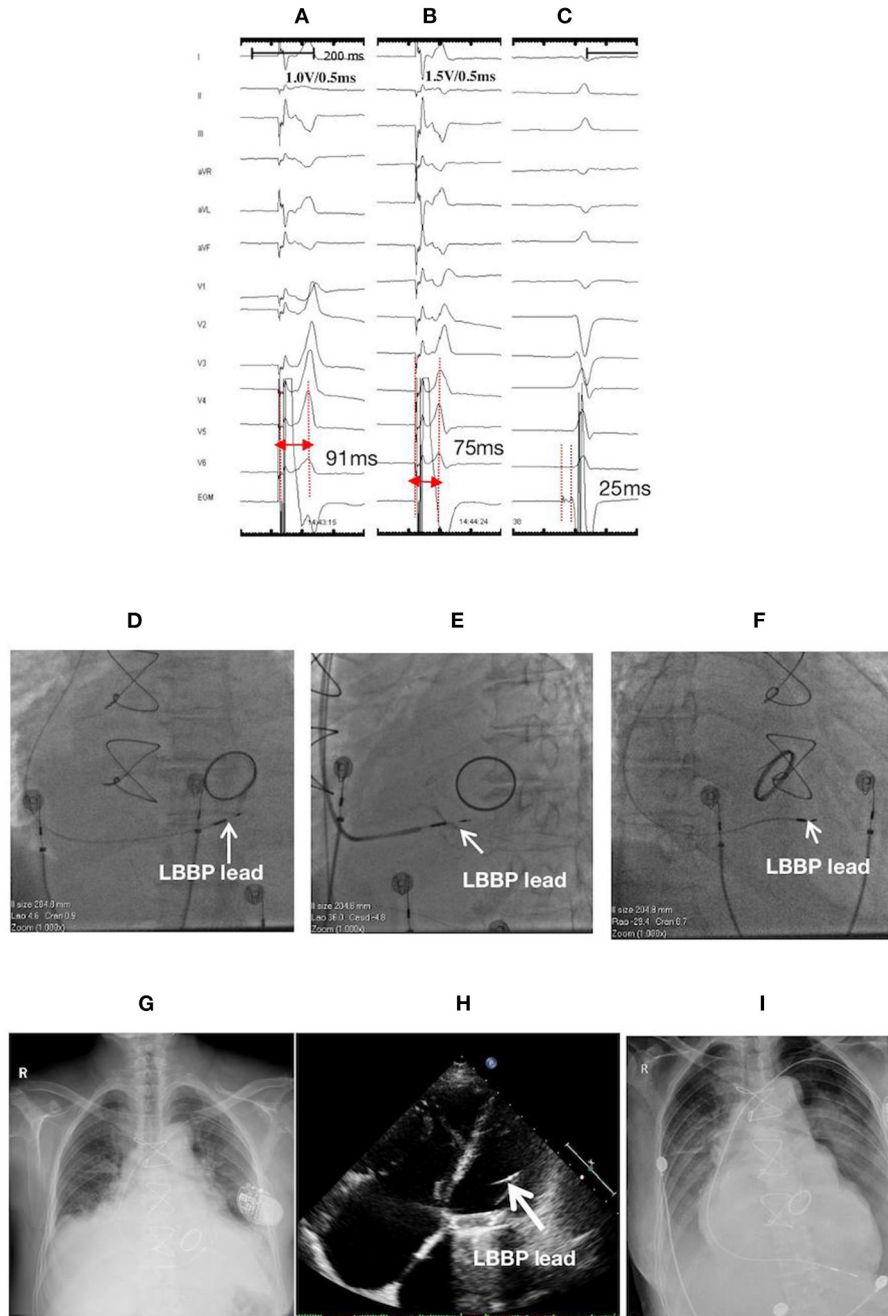 A B C
200 ms
1.0V/0.5ms
1.5V/0.5ms
I
II
III
aVR
aVL
aVF
V1
V2
V3
V4
V5
V6
EGM
91ms
75ms
25ms
14:43:15
14:44:24
38
D E F
LBBP lead
II size 204.8 mm
Lao 4.6 Cran 0.9
Zoom (1.000x)
LBBP lead
II size 204.8 mm
Lao 36.0 Caud -4.8
Zoom (1.000x)
LBBP lead
II size 204.8 mm
Rao -29.4 Cran 0.7
Zoom (1.000x)
G H I
R
LBBP lead
R